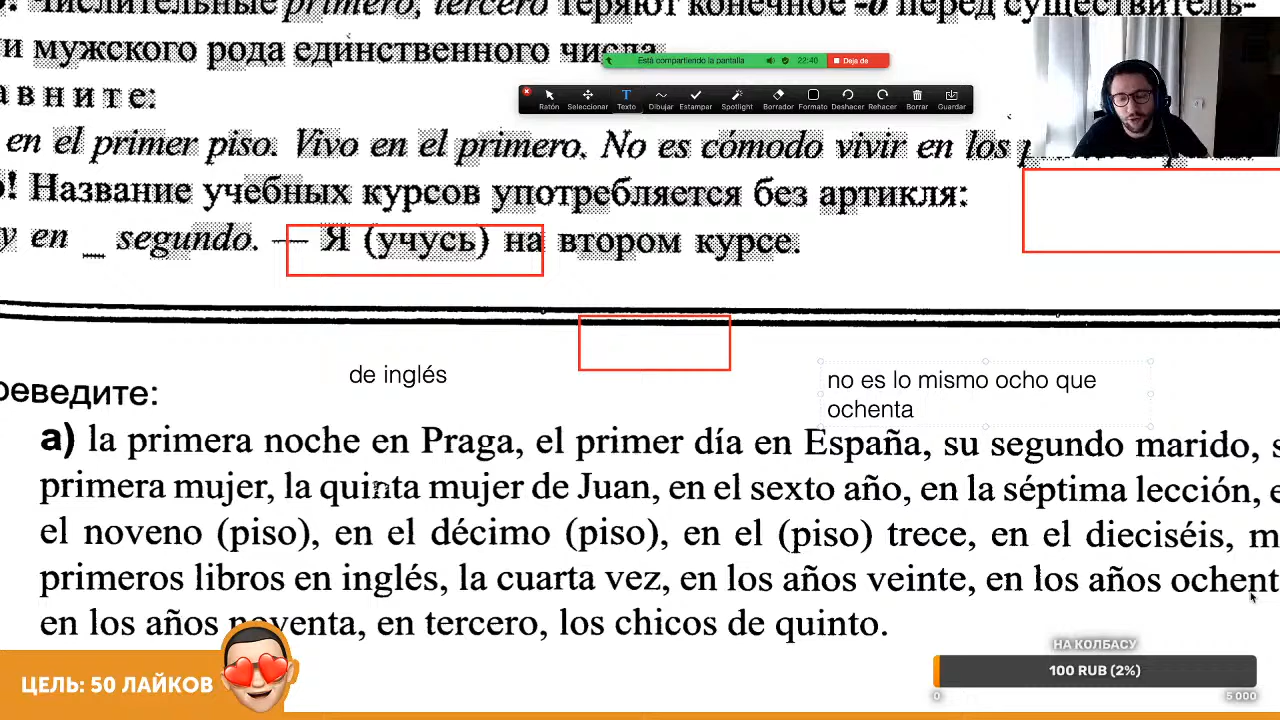 Числительные primero, tercero теряют конечное -o перед существитель-
и мужского рода единственного числа.
Está compartiendo la pantalla 22:40 Deja de
Ratón Seleccionar Texto Dibujar Estampar Spotlight Borrador Formato Deshacer Rehacer Borrar Guardar
а в н и т е:
en el primer piso. Vivo en el primero. No es cómodo vivir en los
! Название учебных курсов употребляется без артикля:
y en _ segundo. — Я (учусь) на втором курсе.
de inglés
no es lo mismo ocho que
ochenta
реведите:
а) la primera noche en Praga, el primer día en España, su segundo marido, s
primera mujer, la quinta mujer de Juan, en el sexto año, en la séptima lección, e
el noveno (piso), en el décimo (piso), en el (piso) trece, en el dieciséis, m
primeros libros en inglés, la cuarta vez, en los años veinte, en los años ochent
en los años noventa, en tercero, los chicos de quinto.
ЦЕЛЬ: 50 ЛАЙКОВ
НА КОЛБАСУ
100 RUB (2%)
0 5 000